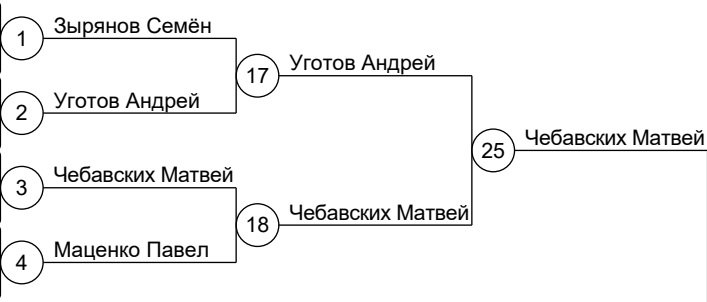 1 Зырянов Семён
17 Уготов Андрей
2 Уготов Андрей
25 Чебавских Матвей
3 Чебавских Матвей
18 Чебавских Матвей
4 Маценко Павел